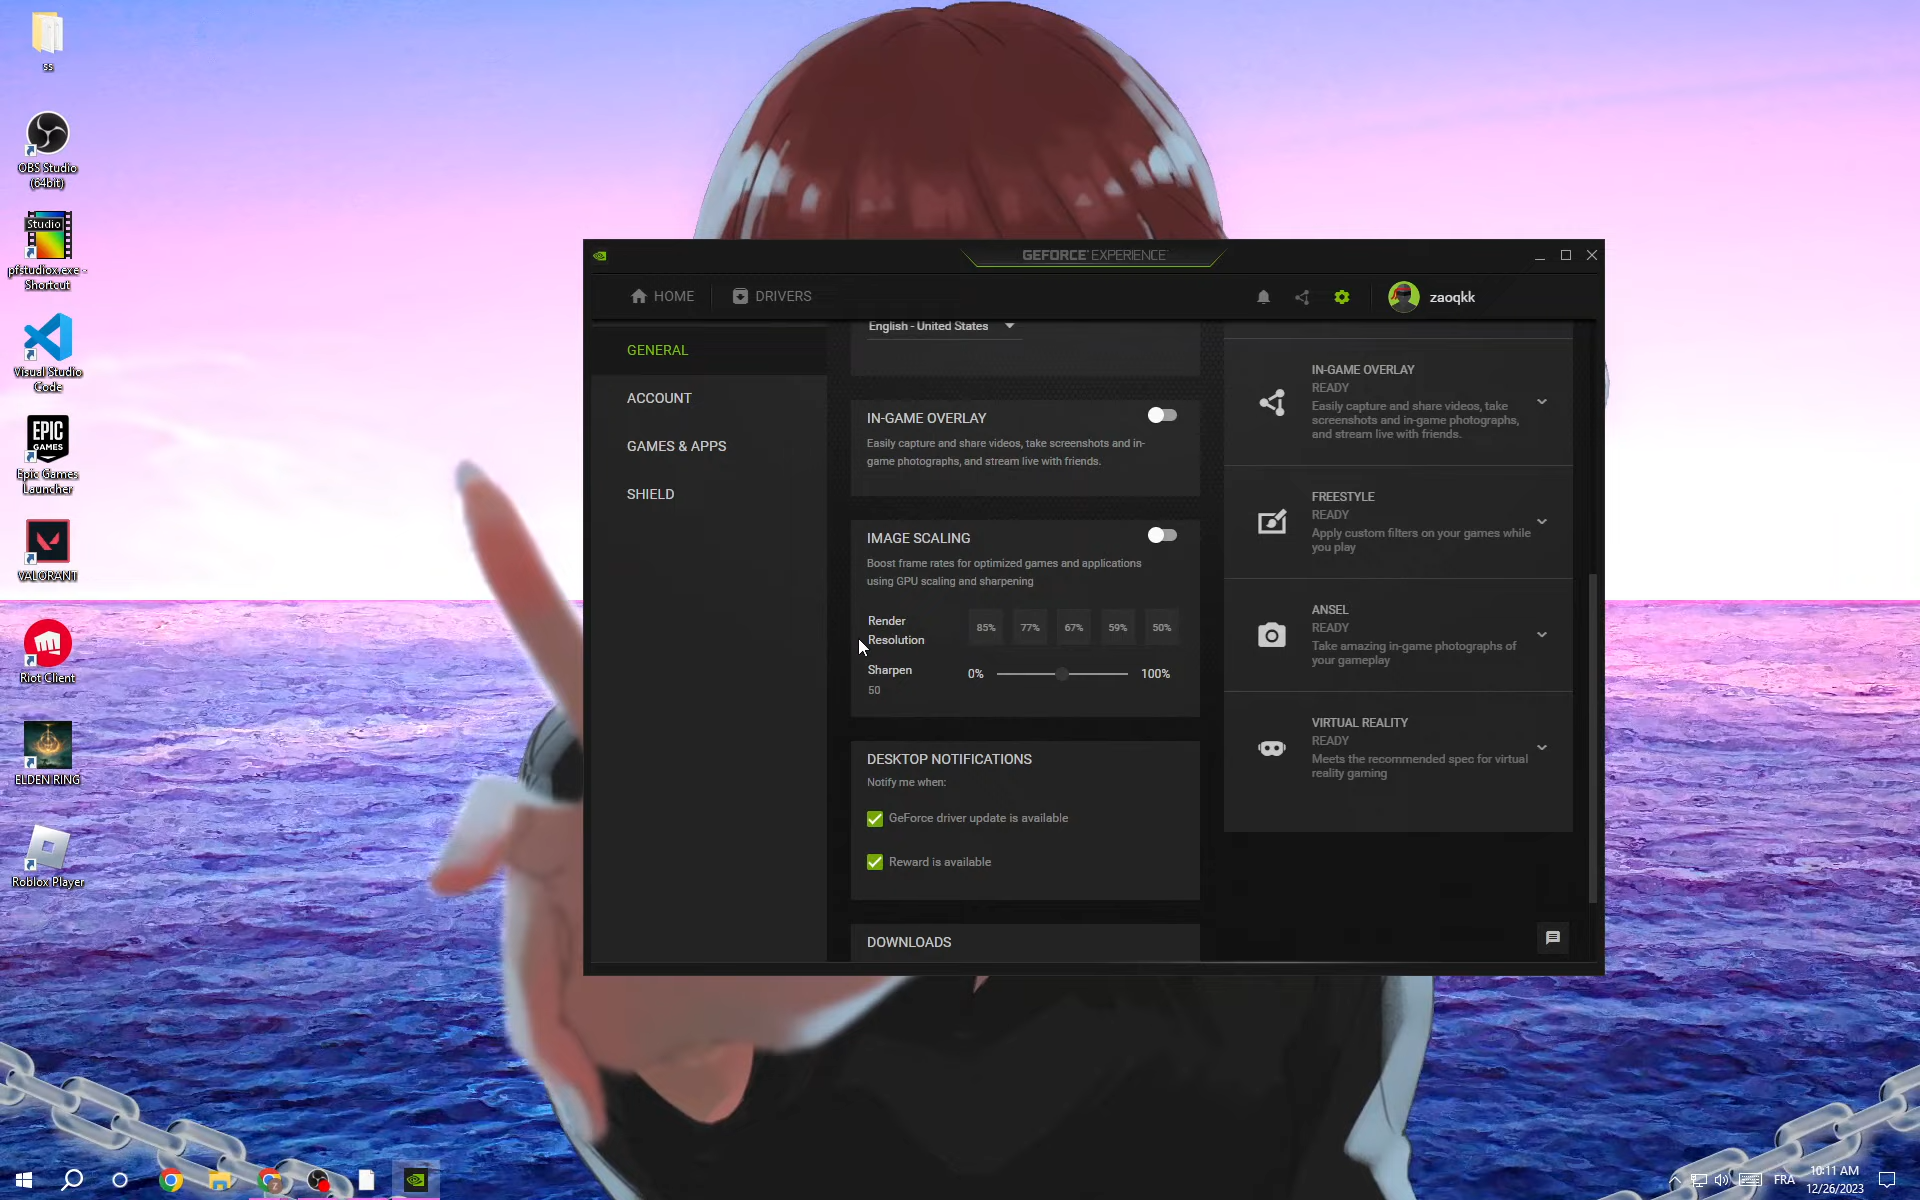 ss
OBS Studio
(64bit)
Studio
pfstudiox.exe -
Shortcut
Visual Studio
Code
EPIC
GAMES
Epic Games
Launcher
VALORANT
Riot Client
ELDEN RING
Roblox Player
GEFORCE EXPERIENCE
HOME
DRIVERS
zaoqkk
GENERAL
ACCOUNT
GAMES & APPS
SHIELD
English - United States
IN-GAME OVERLAY
Easily capture and share videos, take screenshots and in-
game photographs, and stream live with friends.
IMAGE SCALING
Boost frame rates for optimized games and applications
using GPU scaling and sharpening
Render
Resolution
85% 77% 67% 59% 50%
Sharpen
50
0% 100%
DESKTOP NOTIFICATIONS
Notify me when:
GeForce driver update is available
Reward is available
DOWNLOADS
IN-GAME OVERLAY
READY
Easily capture and share videos, take
screenshots and in-game photographs,
and stream live with friends.
FREESTYLE
READY
Apply custom filters on your games while
you play
ANSEL
READY
Take amazing in-game photographs of
your gameplay
VIRTUAL REALITY
READY
Meets the recommended spec for virtual
reality gaming
FRA
10:11 AM
12/26/2023